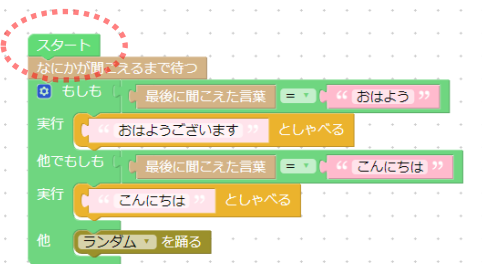 スタート
なにかが聞こえるまで待つ
もしも 最後に聞こえた言葉 = “ おはよう ”
実行 “ おはようございます ” としゃべる
他でもしも 最後に聞こえた言葉 = “ こんにちは ”
実行 “ こんにちは ” としゃべる
他 ランダム を踊る